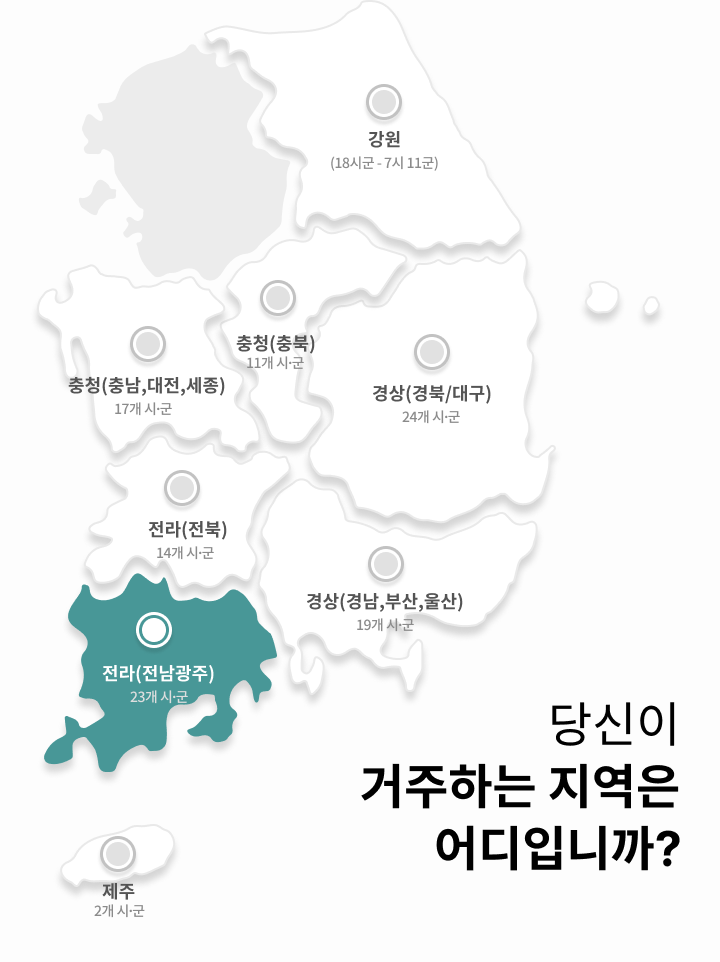 강원
(18시군 - 7시 11군)
충청(충북)
11개 시·군
충청(충남,대전,세종)
17개 시·군
경상(경북/대구)
24개 시·군
전라(전북)
14개 시·군
경상(경남,부산,울산)
19개 시·군
전라(전남광주)
23개 시·군
당신이
거주하는 지역은
어디입니까?
제주
2개 시·군